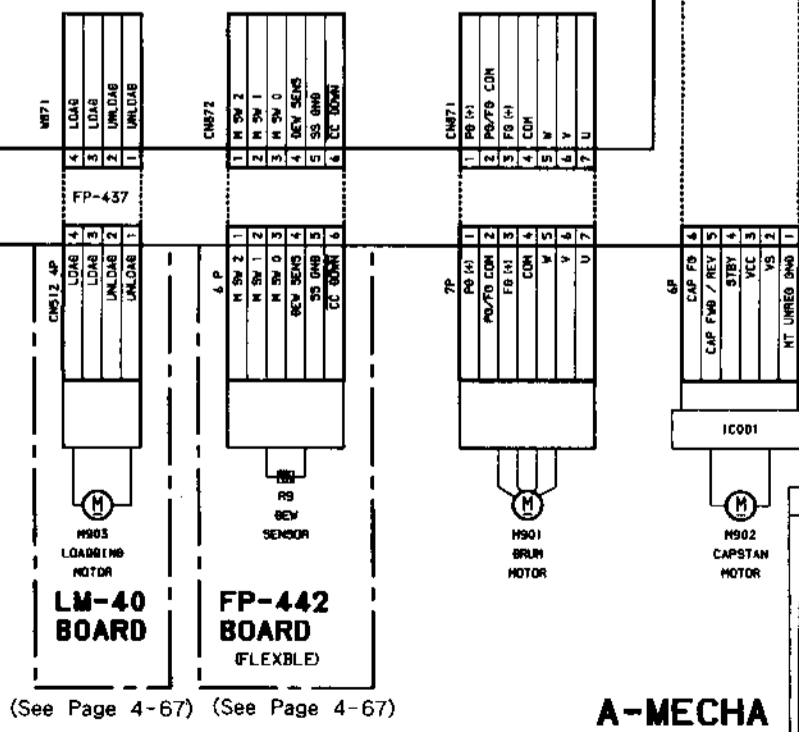 W871
4 LOAD
3 LOAD
2 UNLOAD
1 UNLOAD
CN872
1 M SW 2
2 M SW 1
3 M SW 0
4 DEW SENS
5 SS GND
6 CC DOWN
CN871
1 PG (+)
2 PG/FG COM
3 FG (+)
4 COM
5 W
6 V
7 U
FP-437
CN512 4P
4 LOAD
3 LOAD
2 UNLOAD
1 UNLOAD
6 P
1 M SW 2
2 M SW 1
3 M SW 0
4 DEW SENS
5 SS GND
6 CC DOWN
7P
1 PG (+)
2 PG/FG COM
3 FG (+)
4 COM
5 W
6 V
7 U
6P
6 CAP FG
5 CAP FWD / REV
4 STBY
3 VCC
2 VS
1 MT UNREG GND
IC001
M
M903
LOADING
MOTOR
R9
DEW
SENSOR
M
M901
DRUM
MOTOR
M
M902
CAPSTAN
MOTOR
LM-40
BOARD
FP-442
BOARD
(FLEXBLE)
(See Page 4-67)
(See Page 4-67)
A-MECHA